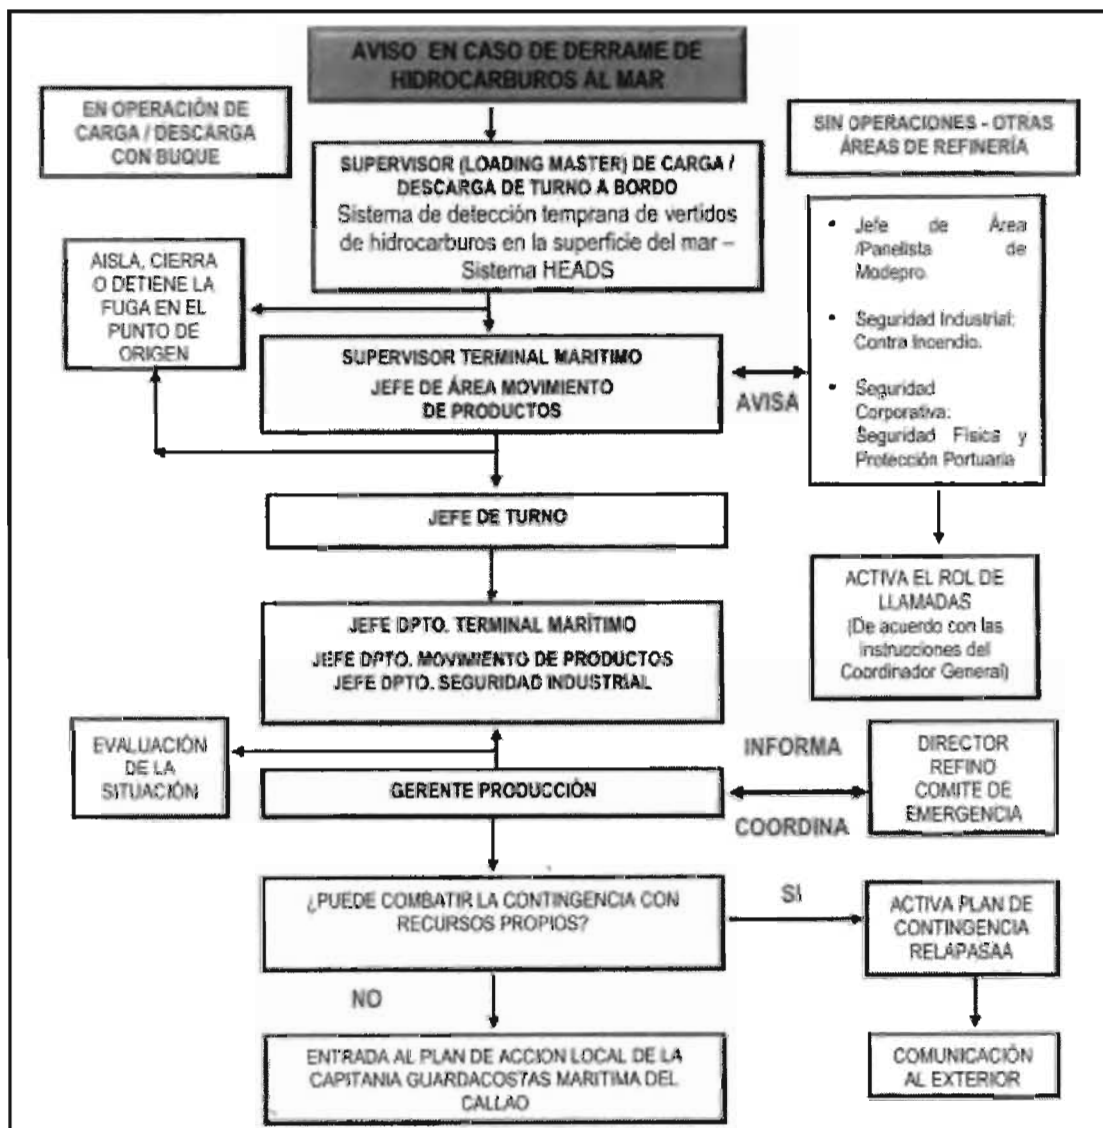 AVISO EN CASO DE DERRAME DE
HIDROCARBUROS AL MAR
EN OPERACIÓN DE
CARGA / DESCARGA
CON BUQUE
SIN OPERACIONES - OTRAS
ÁREAS DE REFINERÍA
SUPERVISOR (LOADING MASTER) DE CARGA /
DESCARGA DE TURNO A BORDO
Sistema de detección temprana de vertidos
de hidrocarburos en la superficie del mar –
Sistema HEADS
AISLA, CIERRA
O DETIENE LA
FUGA EN EL
PUNTO DE
ORIGEN
• Jefe de Área
/Panelista de
Modepro.
• Seguridad Industrial:
Contra Incendio.
• Seguridad
Corporativa:
Seguridad Física y
Protección Portuaria
SUPERVISOR TERMINAL MARÍTIMO
JEFE DE ÁREA MOVIMIENTO
DE PRODUCTOS
AVISA
JEFE DE TURNO
ACTIVA EL ROL DE
LLAMADAS
(De acuerdo con las
instrucciones del
Coordinador General)
JEFE DPTO. TERMINAL MARÍTIMO
JEFE DPTO. MOVIMIENTO DE PRODUCTOS
JEFE DPTO. SEGURIDAD INDUSTRIAL
EVALUACIÓN
DE LA
SITUACIÓN
GERENTE PRODUCCIÓN
INFORMA
COORDINA
DIRECTOR
REFINO
COMITE DE
EMERGENCIA
¿PUEDE COMBATIR LA CONTINGENCIA CON
RECURSOS PROPIOS?
SI
ACTIVA PLAN DE
CONTINGENCIA
RELAPASAA
NO
ENTRADA AL PLAN DE ACCION LOCAL DE LA
CAPITANIA GUARDACOSTAS MARITIMA DEL
CALLAO
COMUNICACIÓN
AL EXTERIOR